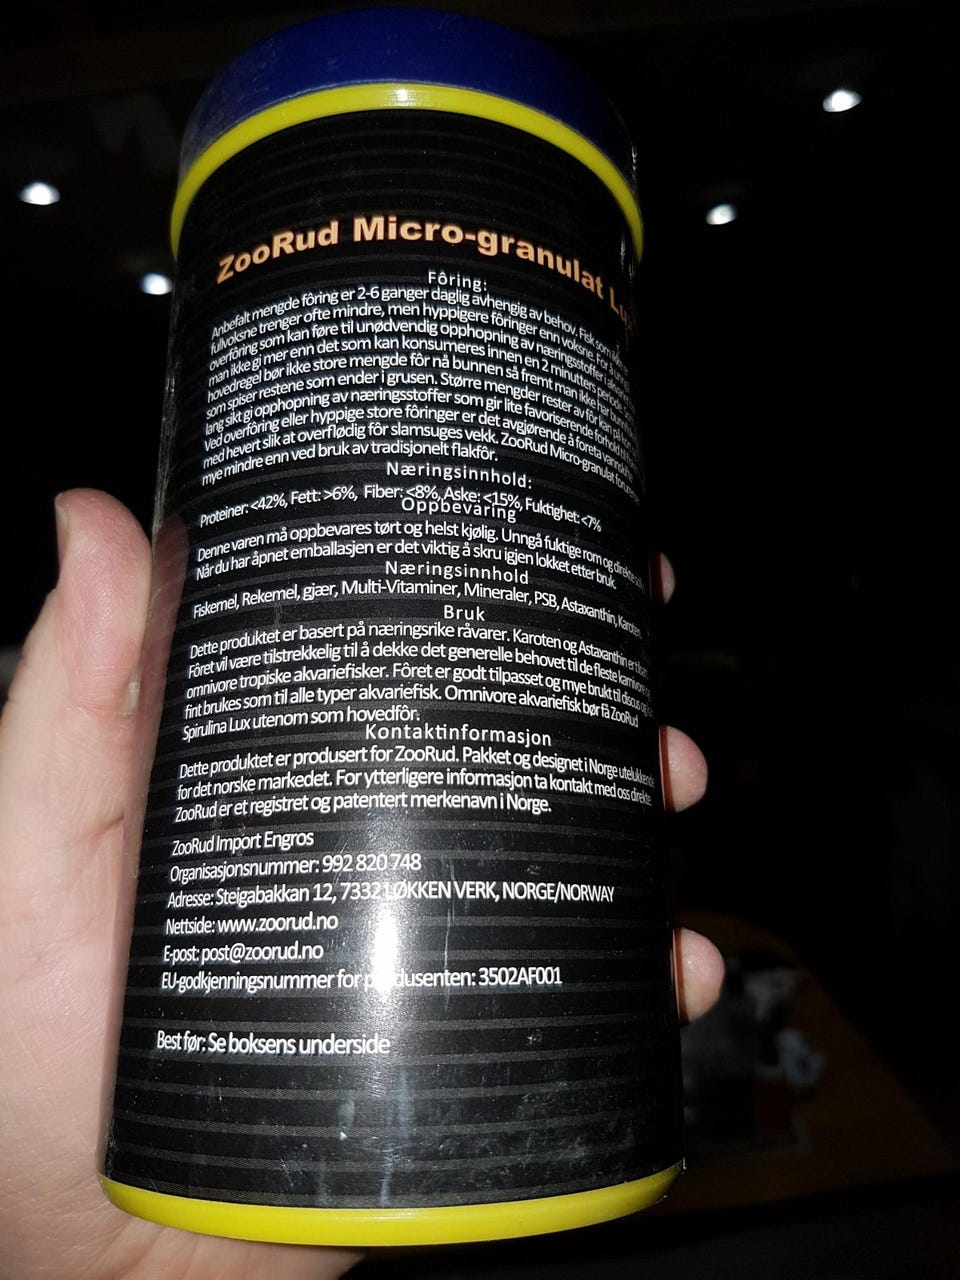 ZooRud Micro-granulat Lux
Fôring:
Anbefalt mengde fôring er 2-6 ganger daglig avhengig av behov. Fisk som
fullvoksne trenger ofte mindre, men hyppigere fôringer enn voksne. For å
overfôring som kan føre til unødvendig opphopning av næringsstoffer i
man ikke gi mer enn det som kan konsumeres innen en 2 minutters periode.
hovedregel bør ikke store mengde fôr nå bunnen så fremt man ikke har
som spiser restene som ender i grusen. Større mengder rester av fôr kan på
lang sikt gi opphopning av næringsstoffer som gir lite favoriserende forhold
Ved overfôring eller hyppige store fôringer er det avgjørende å foreta vannskifte
med hevert slik at overflødig fôr slamsuges vekk. ZooRud Micro-granulat
mye mindre enn ved bruk av tradisjonelt flakfôr.
Næringsinnhold:
Proteiner: <42%, Fett: >6%, Fiber: <8%, Aske: <15%, Fuktighet: <7%
Oppbevaring
Denne varen må oppbevares tørt og helst kjølig. Unngå fuktige rom og direkte
Når du har åpnet emballasjen er det viktig å skru igjen lokket etter bruk.
Næringsinnhold
Fiskemel, Rekemel, gjær, Multi-Vitaminer, Mineraler, PSB, Astaxanthin, Karoten
Bruk
Dette produktet er basert på næringsrike råvarer. Karoten og Astaxanthin er
Fôret vil være tilstrekkelig til å dekke det generelle behovet til de fleste karnivore
omnivore tropiske akvariefisker. Fôret er godt tilpasset og mye brukt til discus
fint brukes som til alle typer akvariefisk. Omnivore akvariefisk bør få ZooRud
Spirulina Lux utenom som hovedfôr.
Kontaktinformasjon
Dette produktet er produsert for ZooRud. Pakket og designet i Norge utelukkende
for det norske markedet. For ytterligere informasjon ta kontakt med oss direkte.
ZooRud er et registret og patentert merkenavn i Norge.
ZooRud Import Engros
Organisasjonsnummer: 992 820 748
Adresse: Steigabakkan 12, 7332 LØKKEN VERK, NORGE/NORWAY
Nettside: www.zoorud.no
E-post: post@zoorud.no
EU-godkjenningsnummer for produsenten: 3502AF001
Best før: Se boksens underside